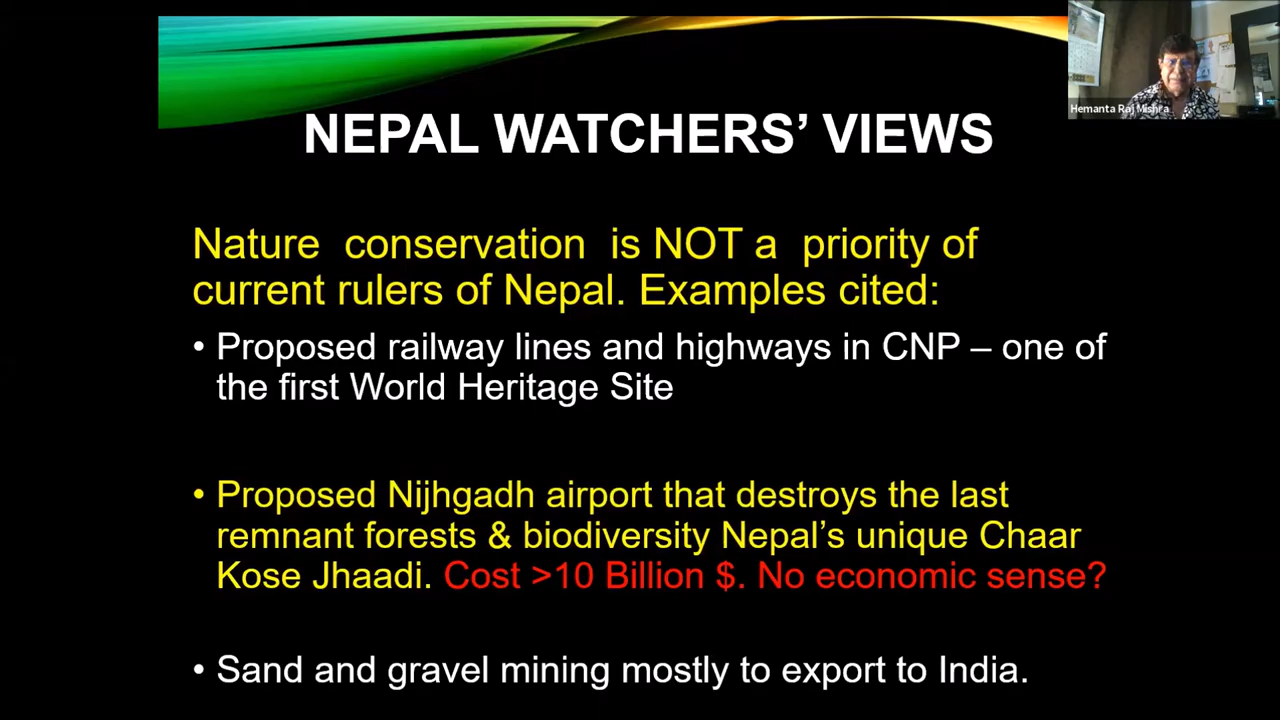 Hemanta Raj Mishra
NEPAL WATCHERS’ VIEWS
Nature conservation is NOT a priority of
current rulers of Nepal. Examples cited:
• Proposed railway lines and highways in CNP – one of
the first World Heritage Site
• Proposed Nijhgadh airport that destroys the last
remnant forests & biodiversity Nepal’s unique Chaar
Kose Jhaadi. Cost >10 Billion $. No economic sense?
• Sand and gravel mining mostly to export to India.